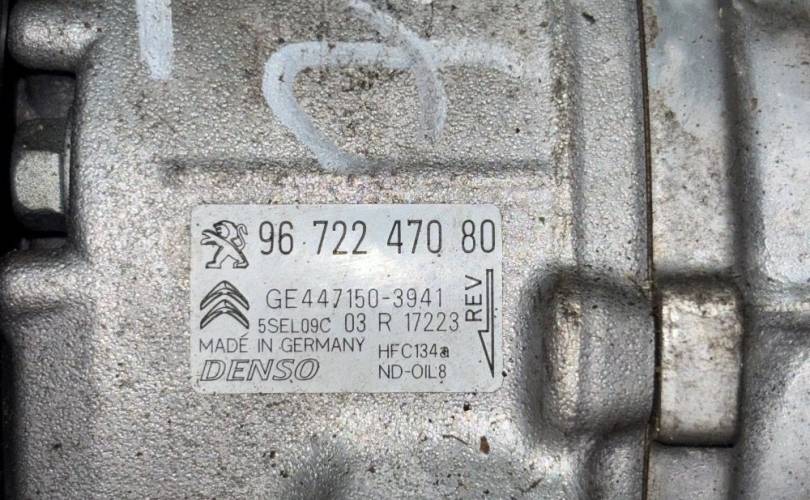 96 722 470 80
GE447150-3941
5SEL09C 03 R 17223
REV
MADE IN GERMANY HFC134a
DENSO ND-OIL8